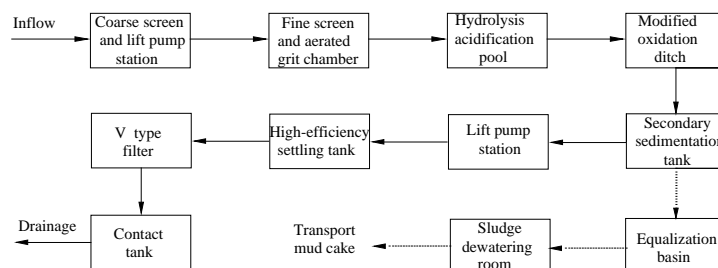 Inflow
Coarse screen
and lift pump
station
Fine screen
and aerated
grit chamber
Hydrolysis
acidification
pool
Modified
oxidation
ditch
V type
filter
High-efficiency
settling tank
Lift pump
station
Secondary
sedimentation
tank
Drainage
Contact
tank
Transport
mud cake
Sludge
dewatering
room
Equalization
basin